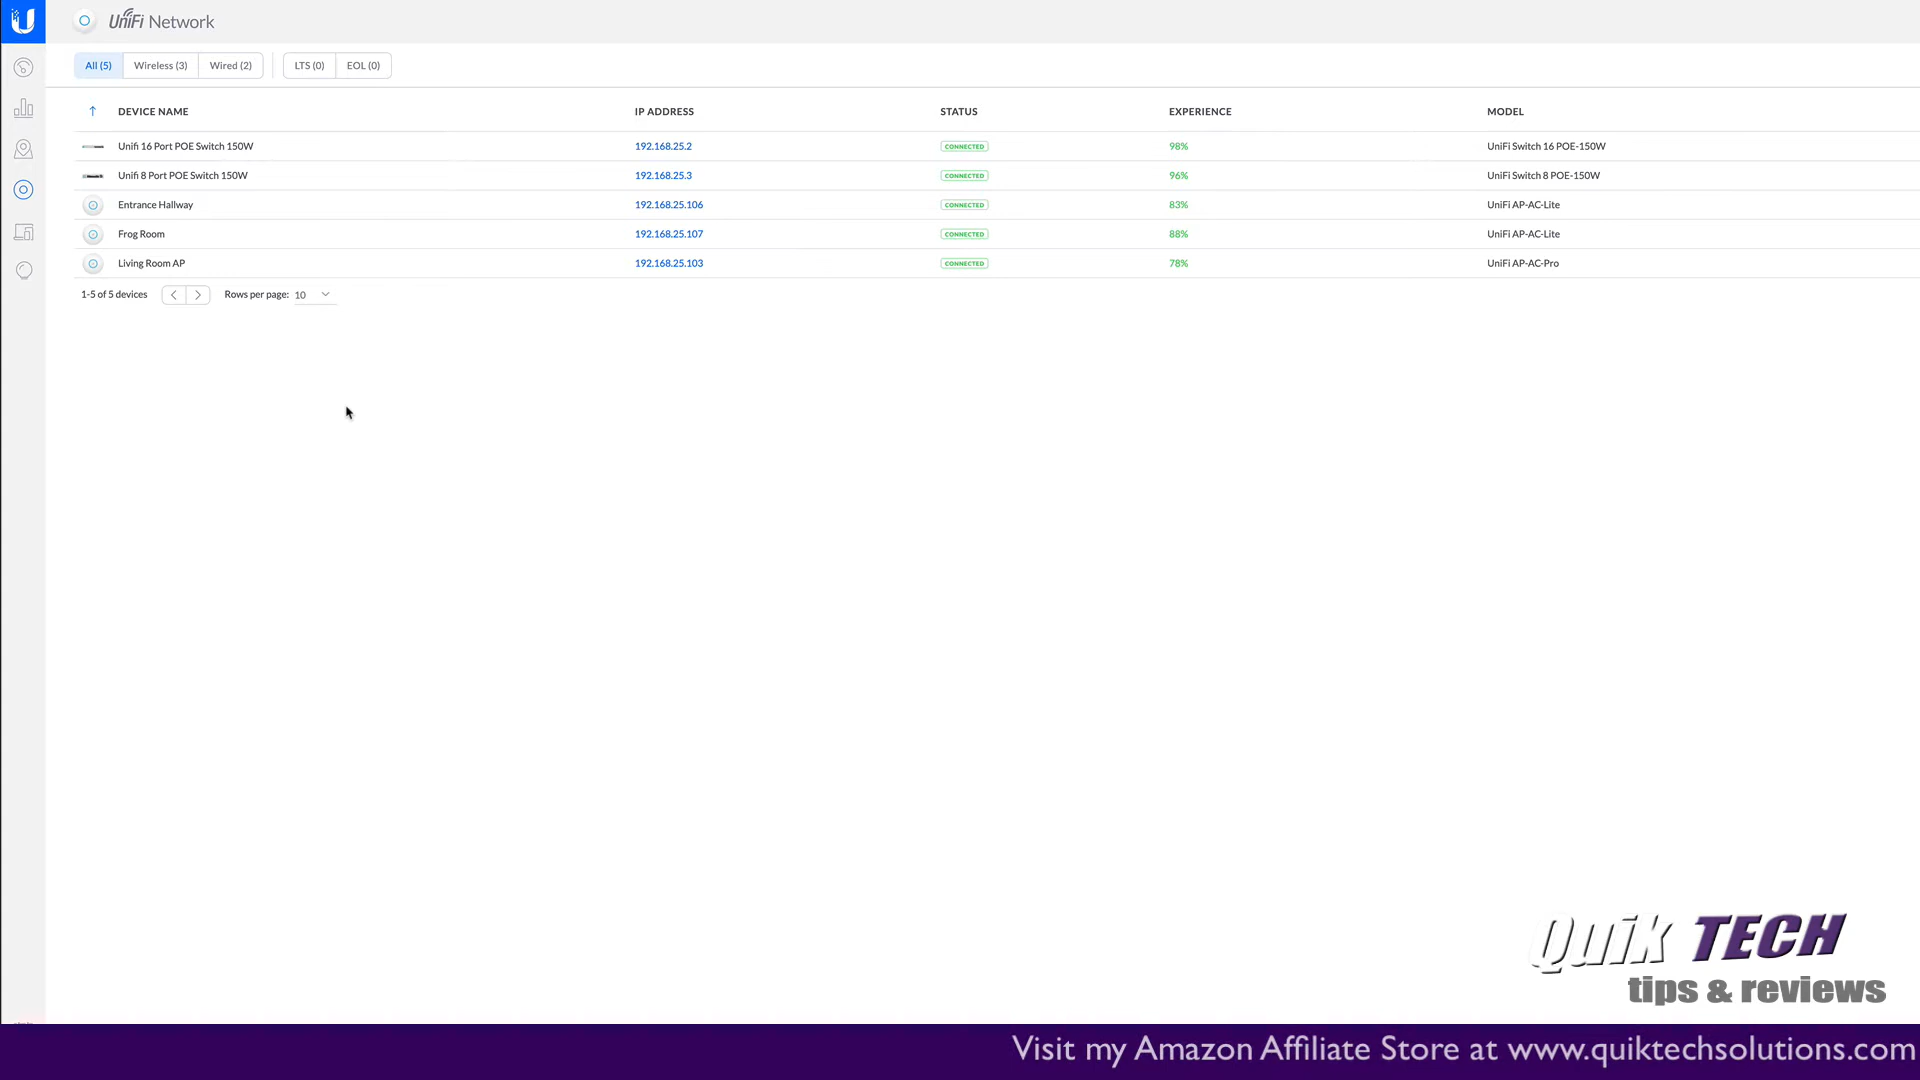 UniFi Network
All (5) Wireless (3) Wired (2) LTS (0) EOL (0)
DEVICE NAME IP ADDRESS STATUS EXPERIENCE MODEL
Unifi 16 Port POE Switch 150W 192.168.25.2 CONNECTED 98% UniFi Switch 16 POE-150W
Unifi 8 Port POE Switch 150W 192.168.25.3 CONNECTED 96% UniFi Switch 8 POE-150W
Entrance Hallway 192.168.25.106 CONNECTED 83% UniFi AP-AC-Lite
Frog Room 192.168.25.107 CONNECTED 88% UniFi AP-AC-Lite
Living Room AP 192.168.25.103 CONNECTED 78% UniFi AP-AC-Pro
1-5 of 5 devices Rows per page: 10
Quik TECH
tips & reviews
Visit my Amazon Affiliate Store at www.quiktechsolutions.com